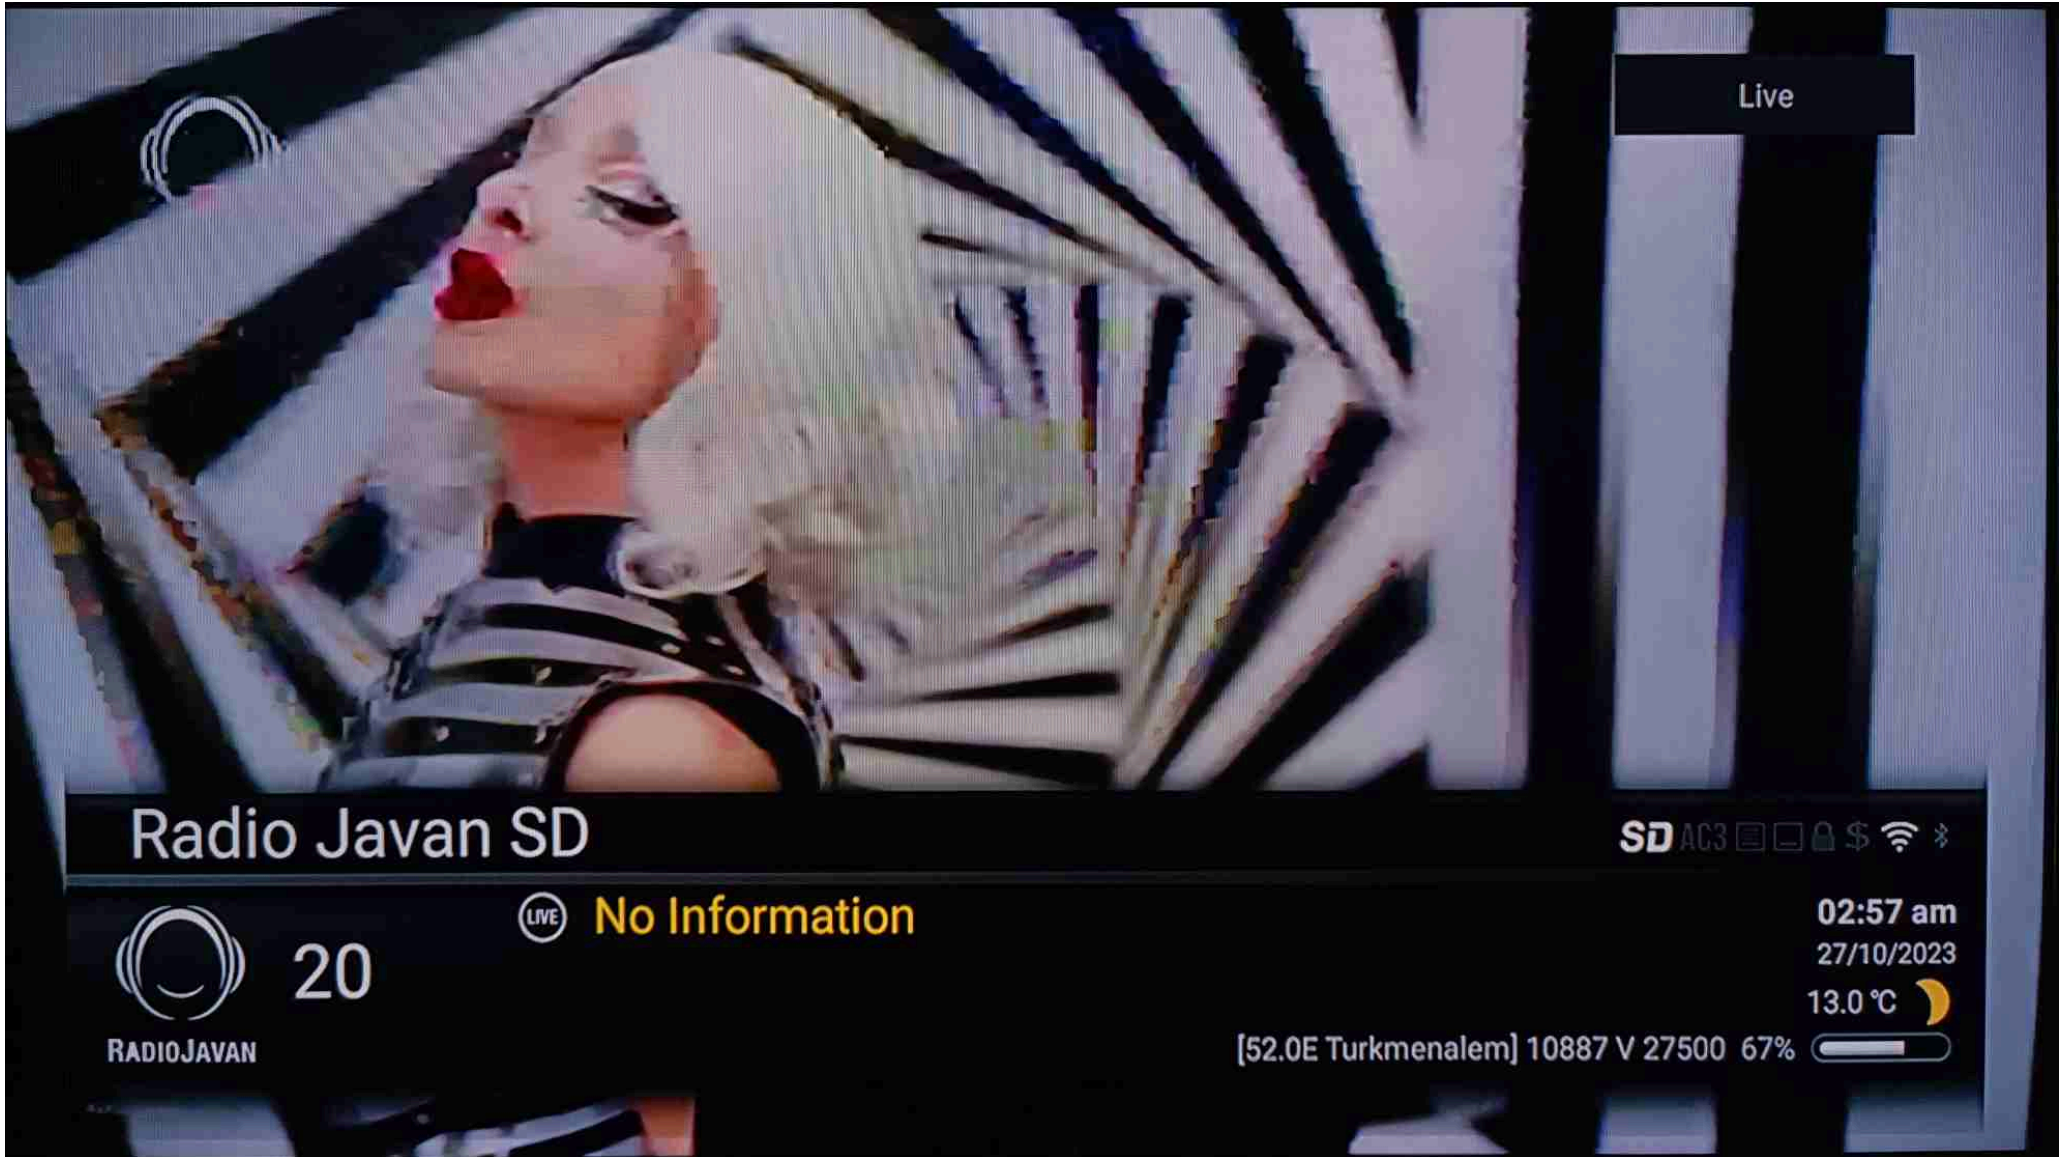 Live
Radio Javan SD
SD AC3 $
LIVE No Information
02:57 am
20
27/10/2023
13.0 °C
RADIOJAVAN
[52.0E Turkmenalem] 10887 V 27500 67%